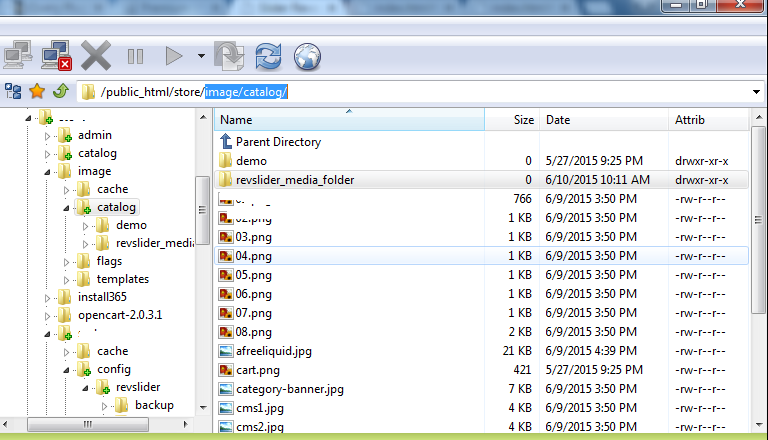 /public_html/store/image/catalog/
admin
catalog
image
cache
catalog
demo
revslider_media
flags
templates
install365
opencart-2.0.3.1
cache
config
revslider
backup
Name Size Date Attrib
Parent Directory
demo 0 5/27/2015 9:25 PM drwxr-xr-x
revslider_media_folder 0 6/10/2015 10:11 AM drwxr-xr-x
766 6/9/2015 3:50 PM -rw-r--r--
02.png 1 KB 6/9/2015 3:50 PM -rw-r--r--
03.png 1 KB 6/9/2015 3:50 PM -rw-r--r--
04.png 1 KB 6/9/2015 3:50 PM -rw-r--r--
05.png 1 KB 6/9/2015 3:50 PM -rw-r--r--
06.png 1 KB 6/9/2015 3:50 PM -rw-r--r--
07.png 1 KB 6/9/2015 3:50 PM -rw-r--r--
08.png 2 KB 6/9/2015 3:50 PM -rw-r--r--
afreeliquid.jpg 21 KB 6/9/2015 4:39 PM -rw-r--r--
cart.png 421 5/27/2015 9:25 PM -rw-r--r--
category-banner.jpg 7 KB 6/9/2015 3:50 PM -rw-r--r--
cms1.jpg 4 KB 6/9/2015 3:50 PM -rw-r--r--
cms2.jpg 4 KB 6/9/2015 3:50 PM -rw-r--r--